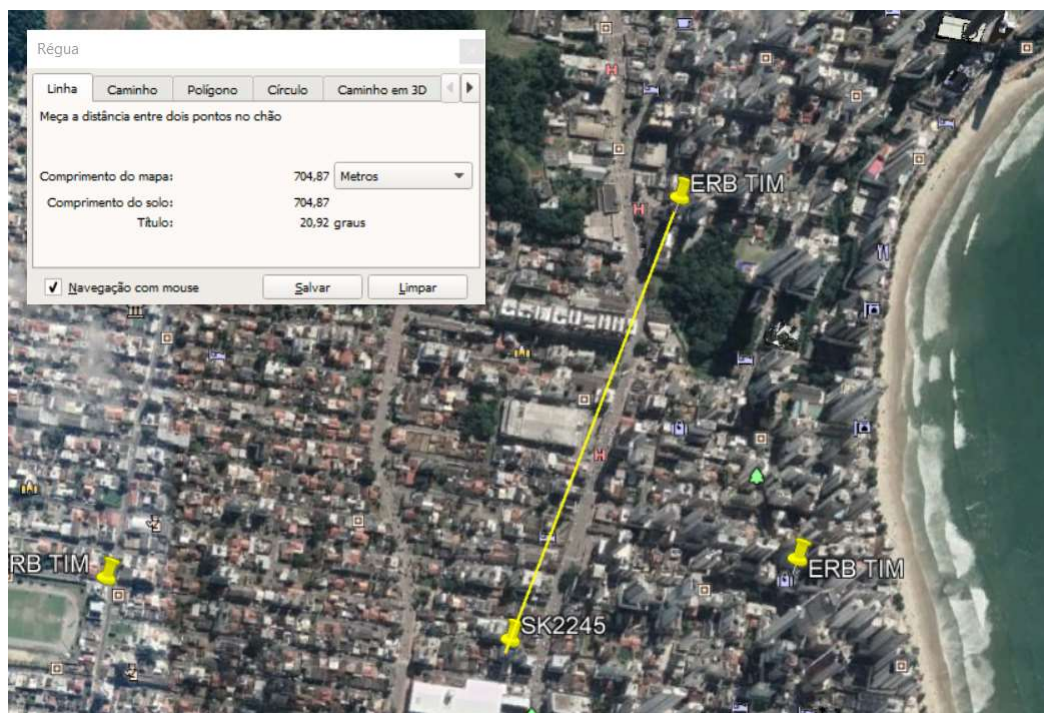 Régua
Linha Caminho Polígono Círculo Caminho em 3D
Meça a distância entre dois pontos no chão
Comprimento do mapa: 704,87 Metros
Comprimento do solo: 704,87
Título: 20,92 graus
Navegação com mouse Salvar Limpar
ERB TIM
H
H
H
RB TIM
ERB TIM
SK2245